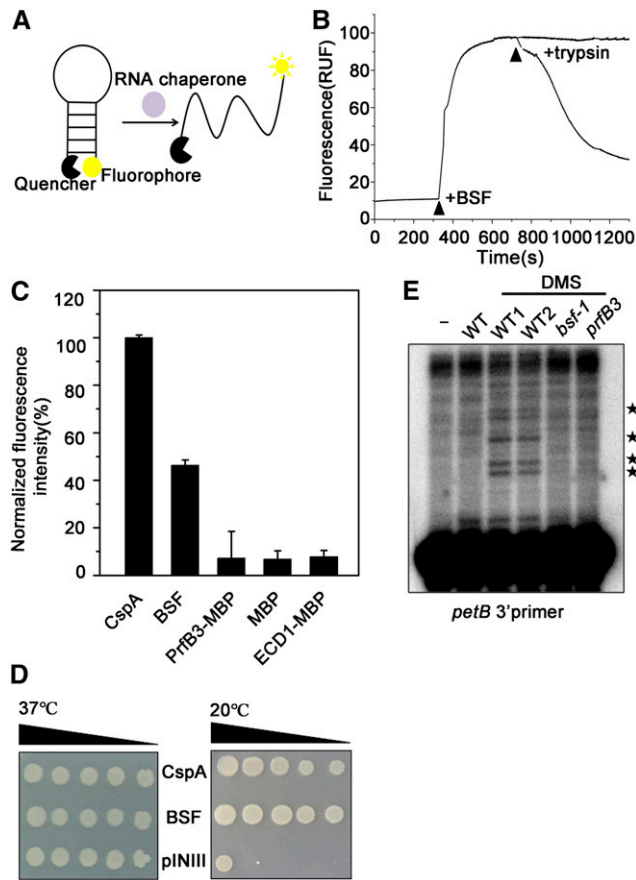 A
RNA chaperone
Quencher
Fluorophore
B
Fluorescence(RUF)
100
80
60
40
20
0
+BSF
+trypsin
0 400 600 800 1000 1200
Time(s)
C
Normalized fluorescence
intensity(%)
120
100
80
60
40
20
0
CspA
BSF
PrfB3-MBP
MBP
ECD1-MBP
E
DMS
– WT WT1 WT2 bsf-1 prfB3
★
★
★
★
petB 3'primer
D
37℃
20℃
CspA
BSF
pINIII